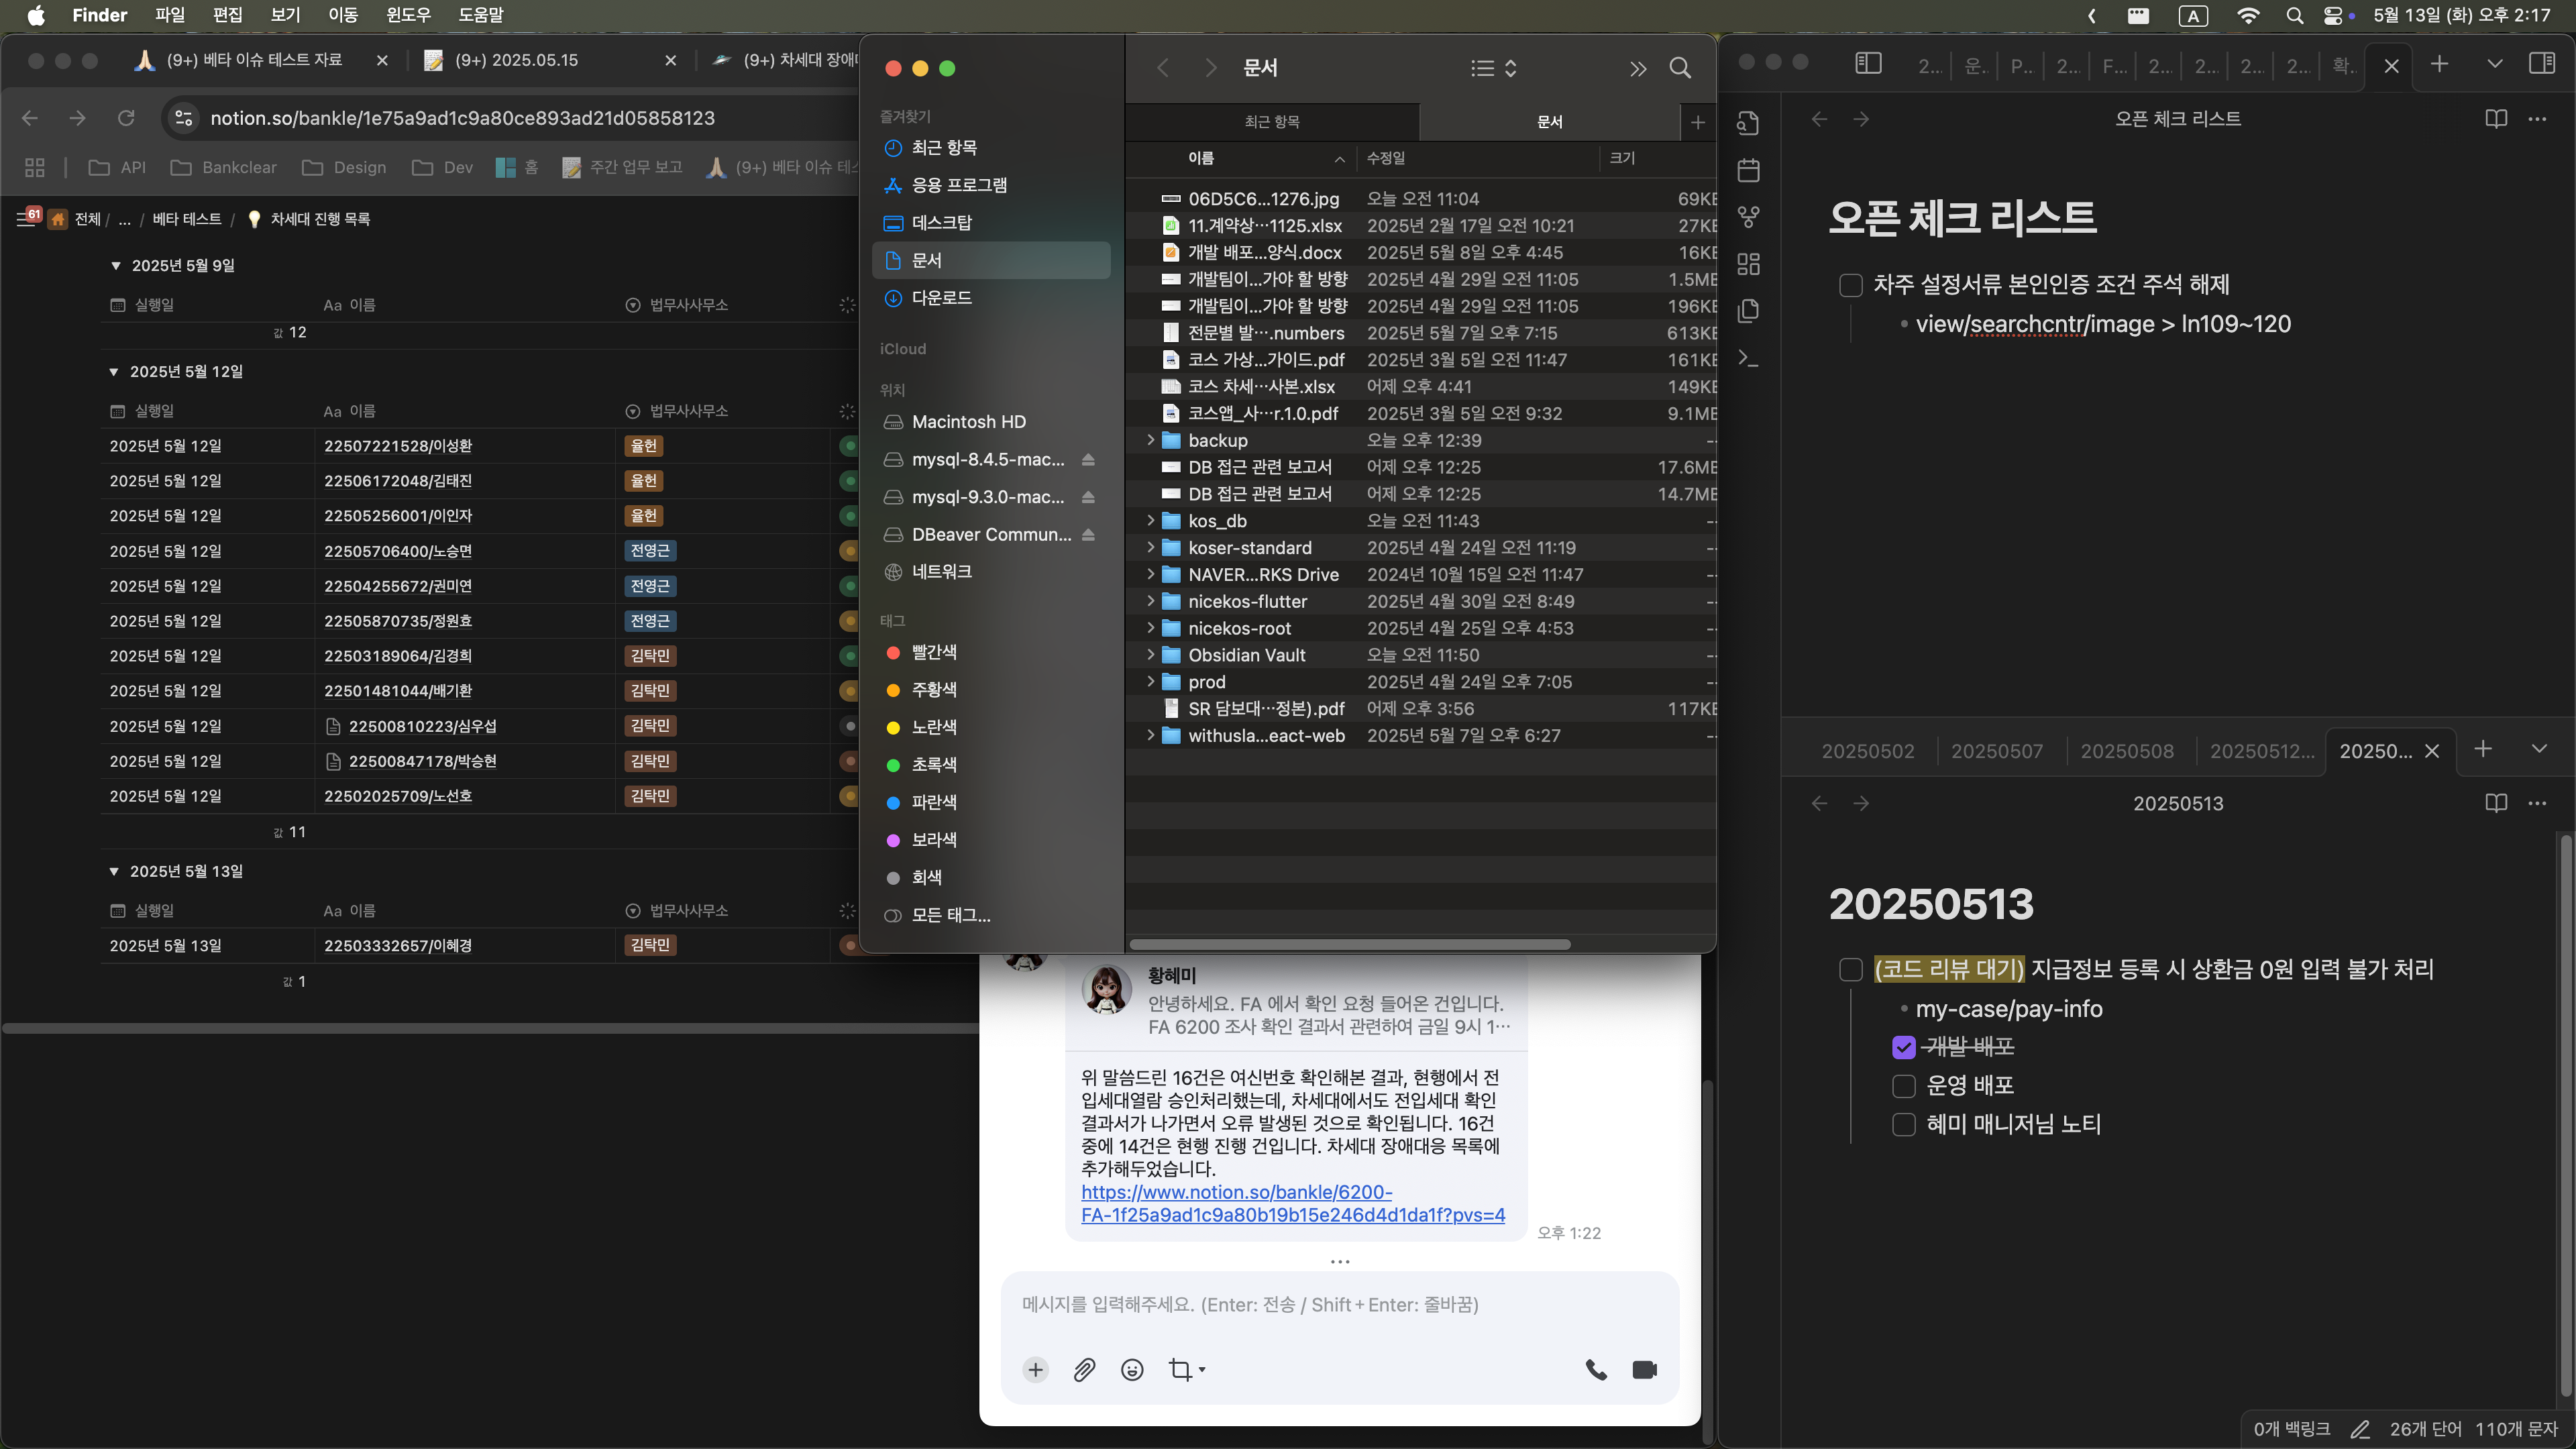 Finder 파일 편집 보기 이동 윈도우 도움말
A 5월 13일 (화) 오후 2:17
(9+) 베타 이슈 테스트 자료
(9+) 2025.05.15
(9+) 차세대 장애
notion.so/bankle/1e75a9ad1c9a80ce893ad21d05858123
API Bankclear Design Dev 홈 주간 업무 보고 (9+) 베타 이슈 테스
61 전체 / ... / 베타 테스트 / 차세대 진행 목록
2025년 5월 9일
실행일 Aa 이름 법무사사무소
값 12
2025년 5월 12일
실행일 Aa 이름 법무사사무소
2025년 5월 12일 22507221528/이성환 율헌
2025년 5월 12일 22506172048/김태진 율헌
2025년 5월 12일 22505256001/이인자 율헌
2025년 5월 12일 22505706400/노승면 전영근
2025년 5월 12일 22504255672/권미연 전영근
2025년 5월 12일 22505870735/정원효 전영근
2025년 5월 12일 22503189064/김경희 김탁민
2025년 5월 12일 22501481044/배기환 김탁민
2025년 5월 12일 22500810223/심우섭 김탁민
2025년 5월 12일 22500847178/박승현 김탁민
2025년 5월 12일 22502025709/노선호 김탁민
값 11
2025년 5월 13일
실행일 Aa 이름 법무사사무소
2025년 5월 13일 22503332657/이혜경 김탁민
값 1
즐겨찾기
최근 항목
응용 프로그램
데스크탑
문서
다운로드
iCloud
위치
Macintosh HD
mysql-8.4.5-mac...
mysql-9.3.0-mac...
DBeaver Commun...
네트워크
태그
빨간색
주황색
노란색
초록색
파란색
보라색
회색
모든 태그...
문서
최근 항목 문서
이름 수정일 크기
06D5C6...1276.jpg 오늘 오전 11:04 69KB
11.계약상…1125.xlsx 2025년 2월 17일 오전 10:21 27KB
개발 배포...양식.docx 2025년 5월 8일 오후 4:45 16KB
개발팀이...가야 할 방향 2025년 4월 29일 오전 11:05 1.5MB
개발팀이...가야 할 방향 2025년 4월 29일 오전 11:05 196KB
전문별 발….numbers 2025년 5월 7일 오후 7:15 613KB
코스 가상...가이드.pdf 2025년 3월 5일 오전 11:47 161KB
코스 차세…사본.xlsx 어제 오후 4:41 149KB
코스앱_사…r.1.0.pdf 2025년 3월 5일 오전 9:32 9.1MB
backup 오늘 오후 12:39 --
DB 접근 관련 보고서 어제 오후 12:25 17.6MB
DB 접근 관련 보고서 어제 오후 12:25 14.7MB
kos_db 오늘 오전 11:43 --
koser-standard 2025년 4월 24일 오전 11:19 --
NAVER...RKS Drive 2024년 10월 15일 오전 11:47 --
nicekos-flutter 2025년 4월 30일 오전 8:49 --
nicekos-root 2025년 4월 25일 오후 4:53 --
Obsidian Vault 오늘 오전 11:50 --
prod 2025년 4월 24일 오후 7:05 --
SR 담보대…정본).pdf 어제 오후 3:56 117KB
withusla...eact-web 2025년 5월 7일 오후 6:27 --
황혜미
안녕하세요. FA 에서 확인 요청 들어온 건입니다.
FA 6200 조사 확인 결과서 관련하여 금일 9시 1…
위 말씀드린 16건은 여신번호 확인해본 결과, 현행에서 전
입세대열람 승인처리했는데, 차세대에서도 전입세대 확인
결과서가 나가면서 오류 발생된 것으로 확인됩니다. 16건
중에 14건은 현행 진행 건입니다. 차세대 장애대응 목록에
추가해두었습니다.
https://www.notion.so/bankle/6200-
FA-1f25a9ad1c9a80b19b15e246d4d1da1f?pvs=4
오후 1:22
메시지를 입력해주세요. (Enter: 전송 / Shift+Enter: 줄바꿈)
2... 운. P... 2... F... 2... 2... 2... 2... 확.
오픈 체크 리스트
오픈 체크 리스트
차주 설정서류 본인인증 조건 주석 해제
view/searchcntr/image > ln109~120
20250502 20250507 20250508 20250512... 20250...
20250513
20250513
(코드 리뷰 대기) 지급정보 등록 시 상환금 0원 입력 불가 처리
my-case/pay-info
개발 배포
운영 배포
혜미 매니저님 노티
0개 백링크 26개 단어 110개 문자